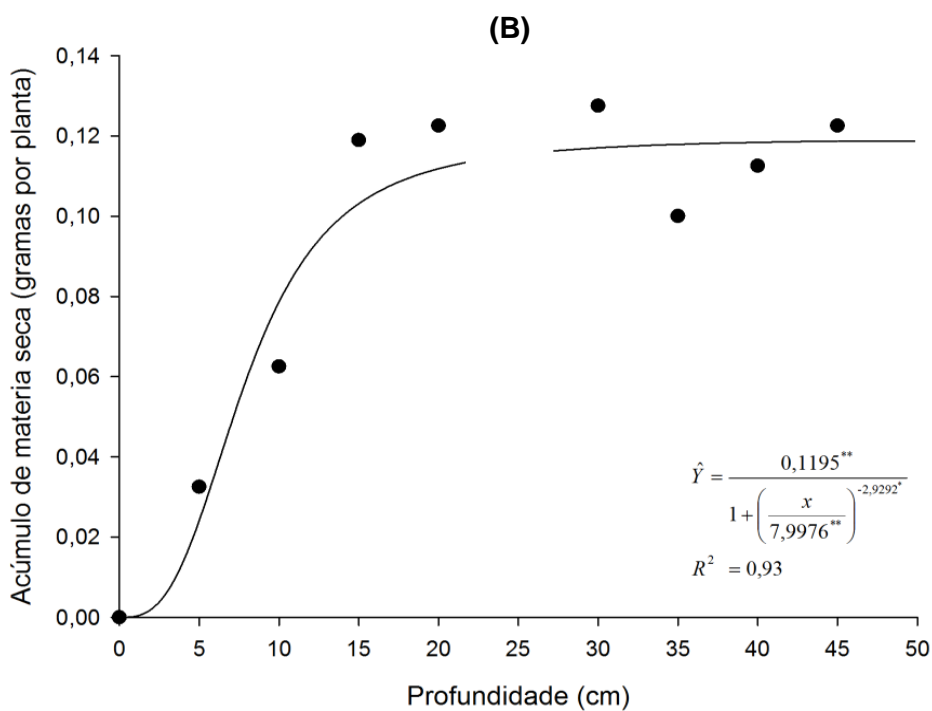 (B)
Acúmulo de materia seca (gramas por planta)
0,14
0,12
0,10
0,08
0,06
0,04
0,02
0,00
0 5 10 15 20 25 30 35 40 45 50
Profundidade (cm)
Ŷ = 0,1195** / 1 + (x / 7,9976**)^-2,9292*
R² = 0,93